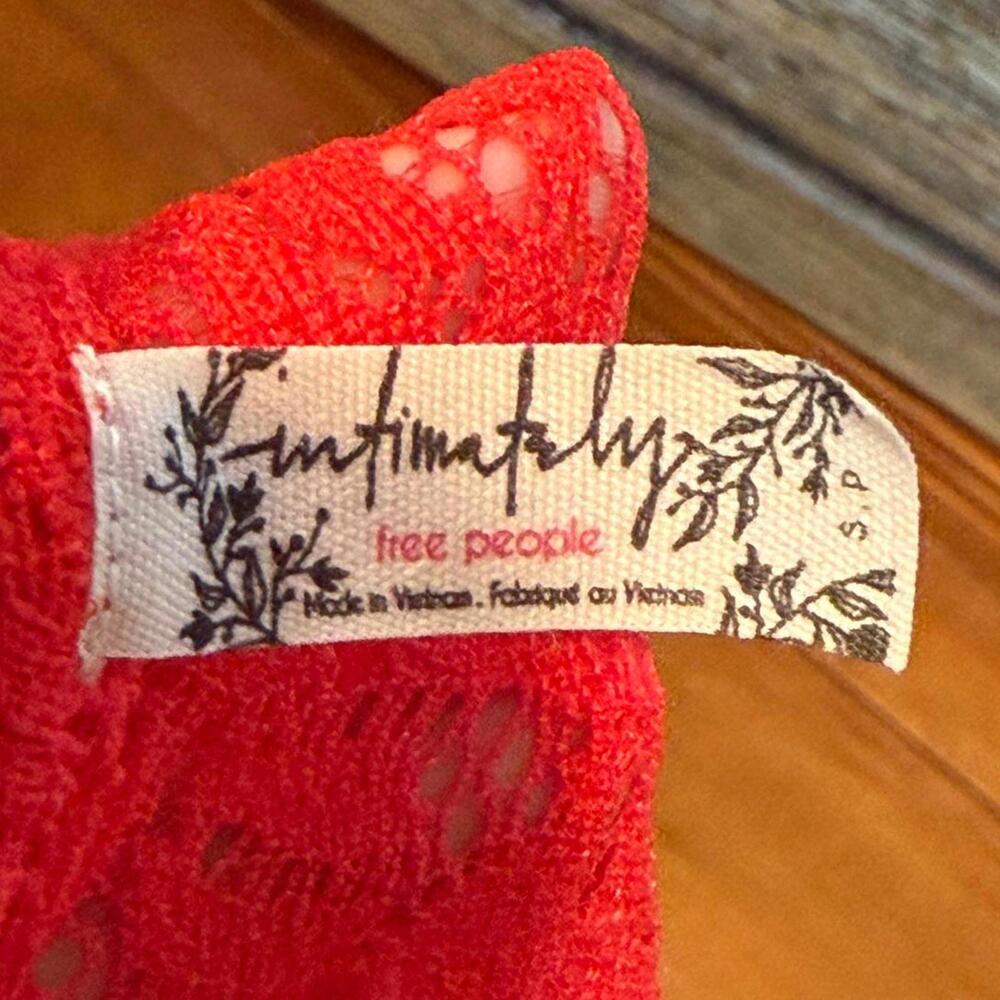 intimately
free people
Made in Vietnam. Fabriqué au Vietnam
S/P